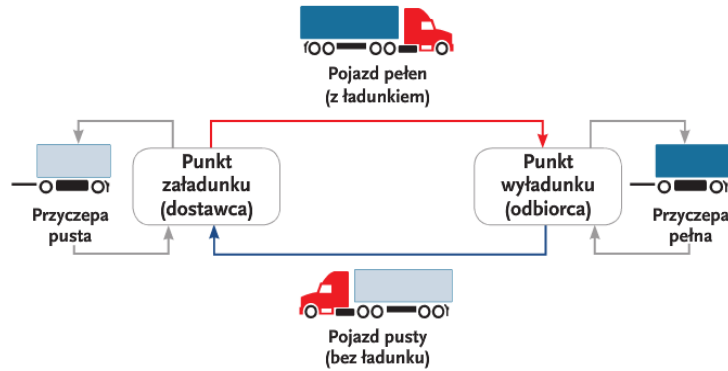 Pojazd pełen
(z ładunkiem)
Punkt
załadunku
(dostawca)
Punkt
wyładunku
(odbiorca)
Przyczepa
pusta
Przyczepa
pełna
Pojazd pusty
(bez ładunku)